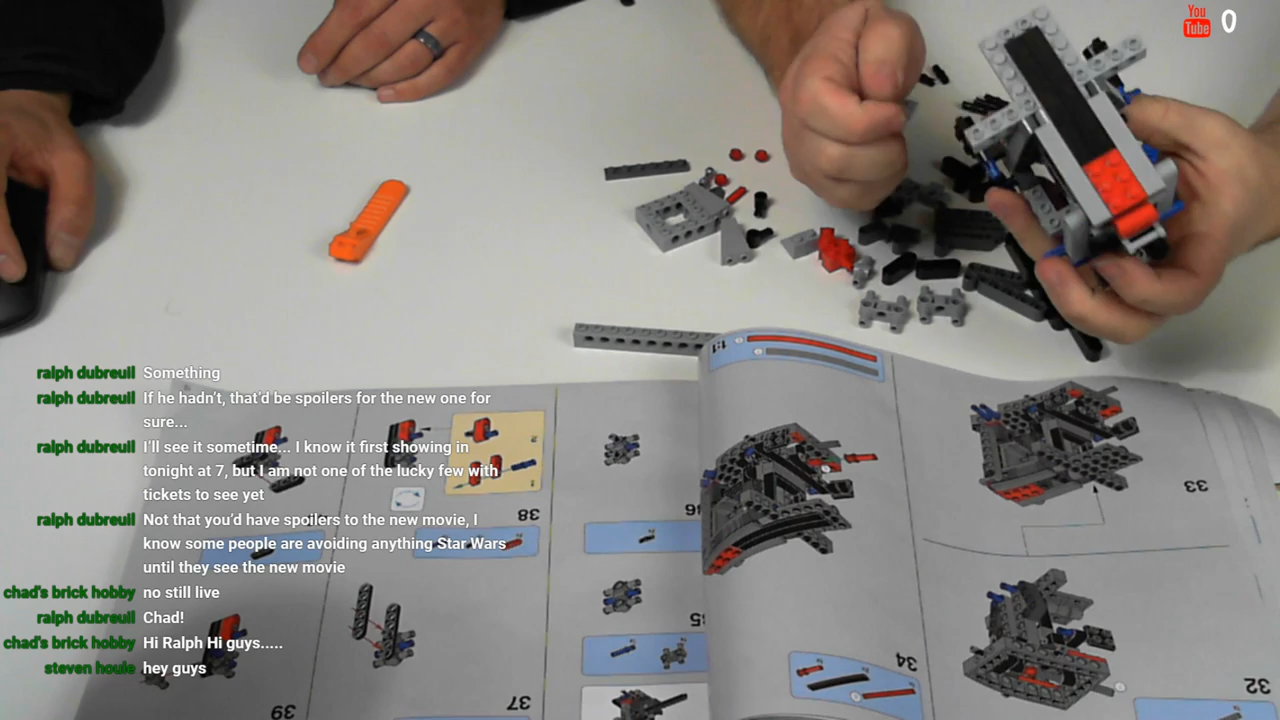 You
Tube 0
ralph dubreuil Something
ralph dubreuil If he hadn't, that'd be spoilers for the new one for
sure...
ralph dubreuil I'll see it sometime... I know it first showing in
tonight at 7, but I am not one of the lucky few with
tickets to see yet
ralph dubreuil Not that you'd have spoilers to the new movie, I
know some people are avoiding anything Star Wars
until they see the new movie
chad's brick hobby no still live
ralph dubreuil Chad!
chad's brick hobby Hi Ralph Hi guys.....
steven houle hey guys
1:1
33
38
34
32
37
39